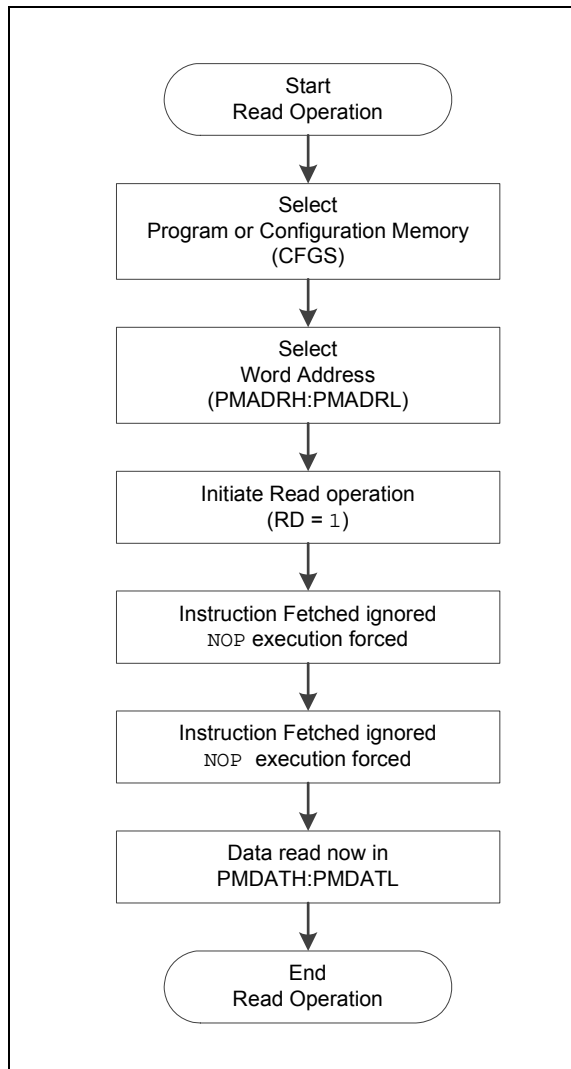 Start
Read Operation
Select
Program or Configuration Memory
(CFGS)
Select
Word Address
(PMADRH:PMADRL)
Initiate Read operation
(RD = 1)
Instruction Fetched ignored
NOP execution forced
Instruction Fetched ignored
NOP execution forced
Data read now in
PMDATH:PMDATL
End
Read Operation